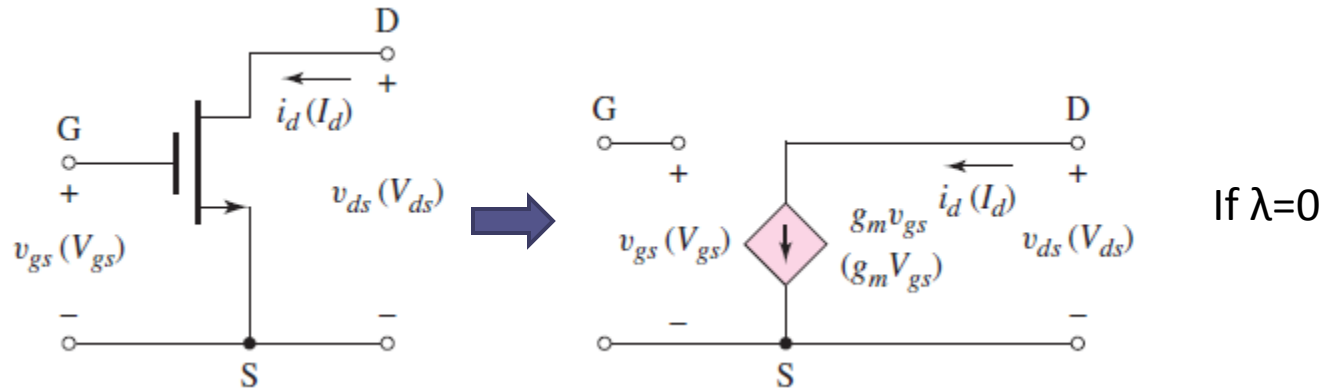 D
+
i_d (I_d)
G
+
v_gs (V_gs)
v_ds (V_ds)
−
−
S
G
+
D
+
i_d (I_d)
g_m v_gs
(g_m V_gs)
v_gs (V_gs)
v_ds (V_ds)
−
−
S
If λ=0